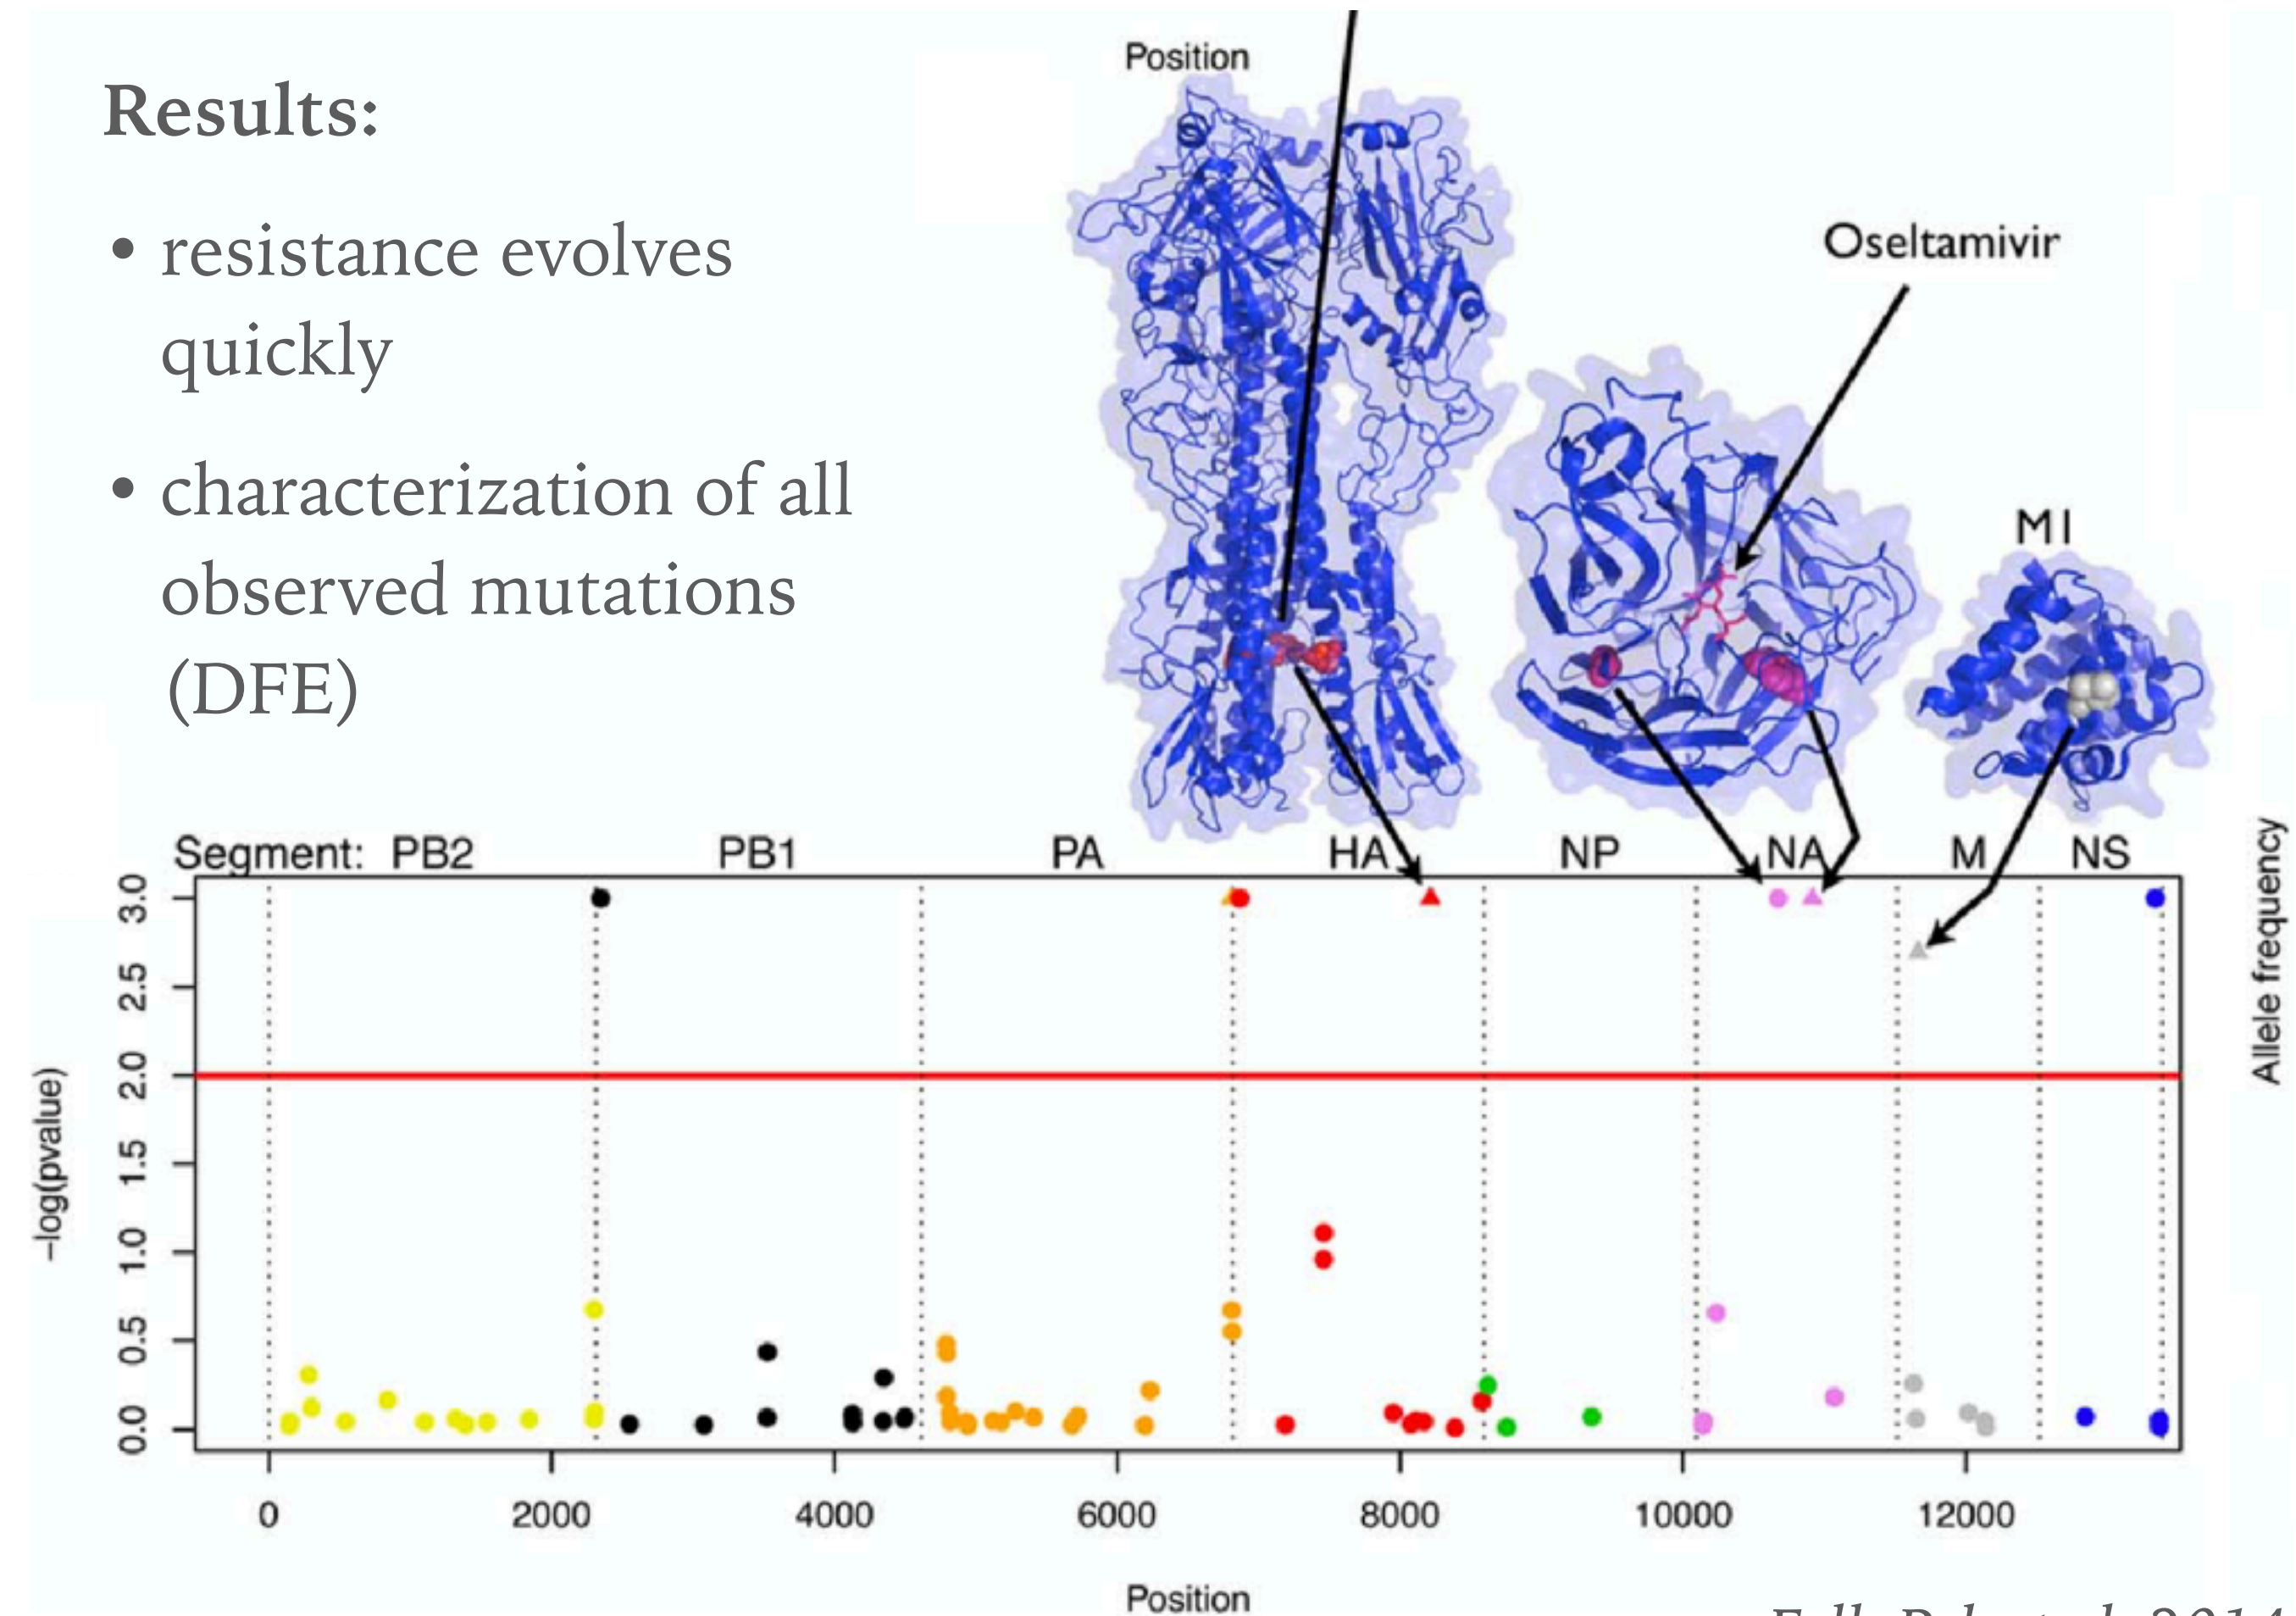 Position
Results:
• resistance evolves
quickly
• characterization of all
observed mutations
(DFE)
Oseltamivir
M1
Segment: PB2 PB1 PA HA NP NA M NS
3.0
2.5
2.0
1.5
1.0
0.5
0.0
–log(pvalue)
Allele frequency
0 2000 4000 6000 8000 10000 12000
Position